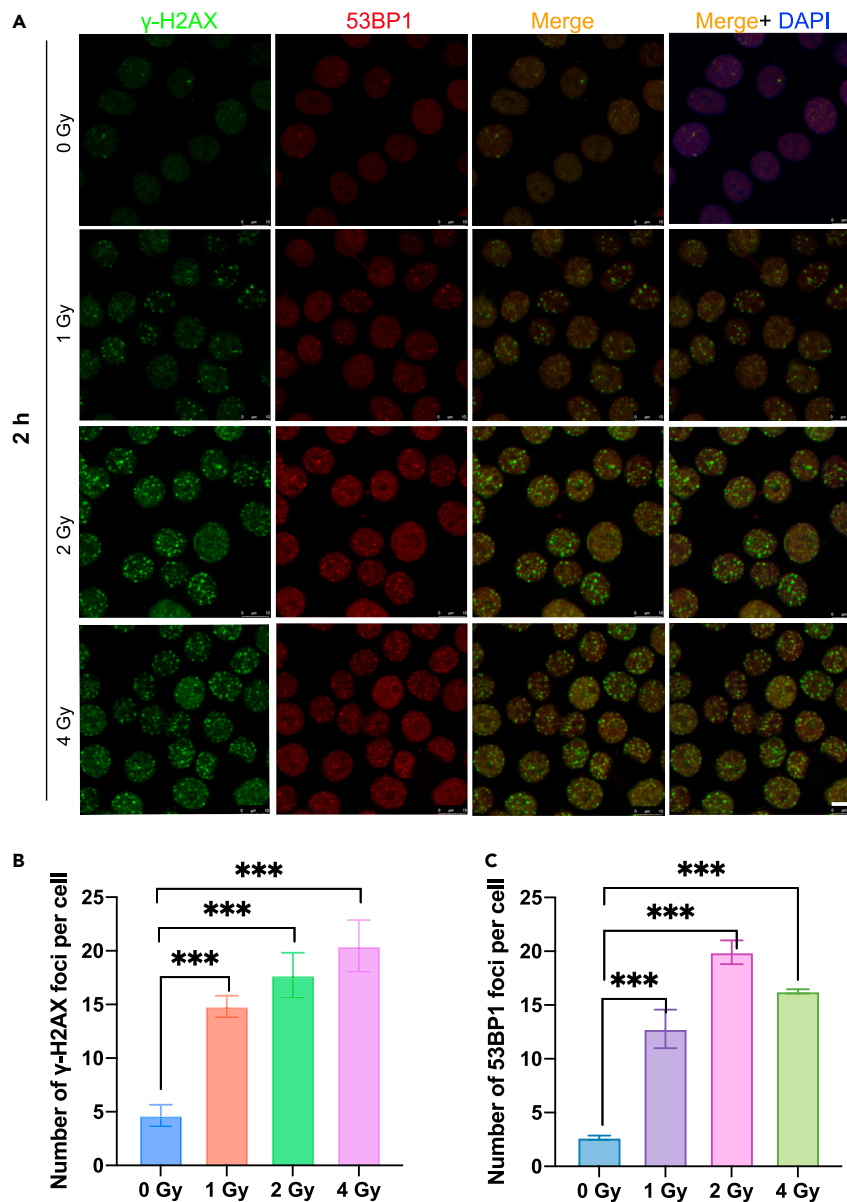 A
γ-H2AX 53BP1 Merge Merge+ DAPI
0 Gy
1 Gy
2 h
2 Gy
4 Gy
B
Number of γ-H2AX foci per cell
25
20
15
10
5
0
***
***
***
0 Gy 1 Gy 2 Gy 4 Gy
C
Number of 53BP1 foci per cell
25
20
15
10
5
0
***
***
***
0 Gy 1 Gy 2 Gy 4 Gy